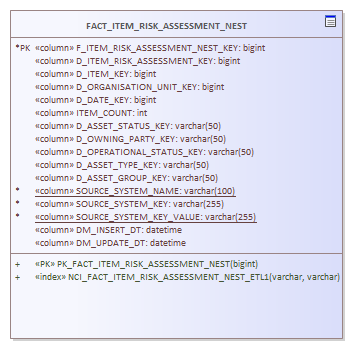 FACT_ITEM_RISK_ASSESSMENT_NEST
*PK «column» F_ITEM_RISK_ASSESSMENT_NEST_KEY: bigint
«column» D_ITEM_RISK_ASSESSMENT_KEY: bigint
«column» D_ITEM_KEY: bigint
«column» D_ORGANISATION_UNIT_KEY: bigint
«column» D_DATE_KEY: bigint
«column» ITEM_COUNT: int
«column» D_ASSET_STATUS_KEY: varchar(50)
«column» D_OWNING_PARTY_KEY: varchar(50)
«column» D_OPERATIONAL_STATUS_KEY: varchar(50)
«column» D_ASSET_TYPE_KEY: varchar(50)
«column» D_ASSET_GROUP_KEY: varchar(50)
* «column» SOURCE_SYSTEM_NAME: varchar(100)
* «column» SOURCE_SYSTEM_KEY: varchar(255)
* «column» SOURCE_SYSTEM_KEY_VALUE: varchar(255)
«column» DM_INSERT_DT: datetime
«column» DM_UPDATE_DT: datetime
+ «PK» PK_FACT_ITEM_RISK_ASSESSMENT_NEST(bigint)
+ «index» NCI_FACT_ITEM_RISK_ASSESSMENT_NEST_ETL1(varchar, varchar)